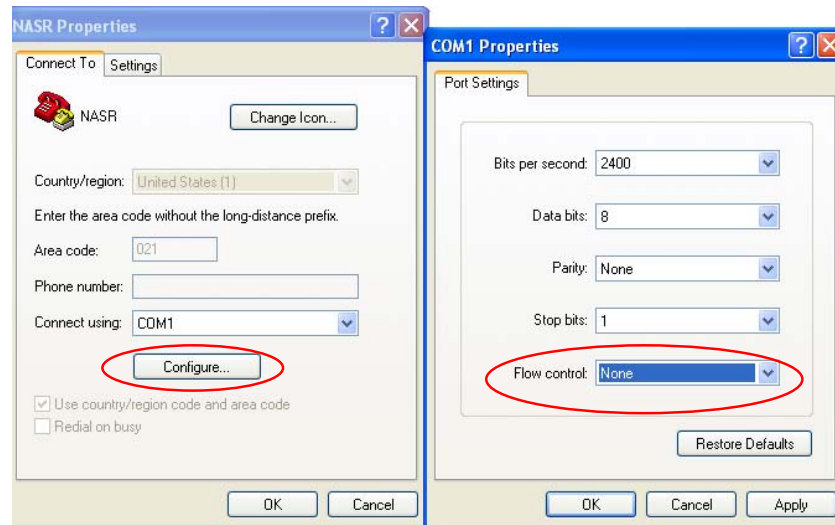 NASR Properties
Connect To Settings
NASR
Change Icon...
Country/region: United States (1)
Enter the area code without the long-distance prefix.
Area code: 021
Phone number:
Connect using: COM1
Configure...
Use country/region code and area code
Redial on busy
OK Cancel
COM1 Properties
Port Settings
Bits per second: 2400
Data bits: 8
Parity: None
Stop bits: 1
Flow control: None
Restore Defaults
OK Cancel Apply